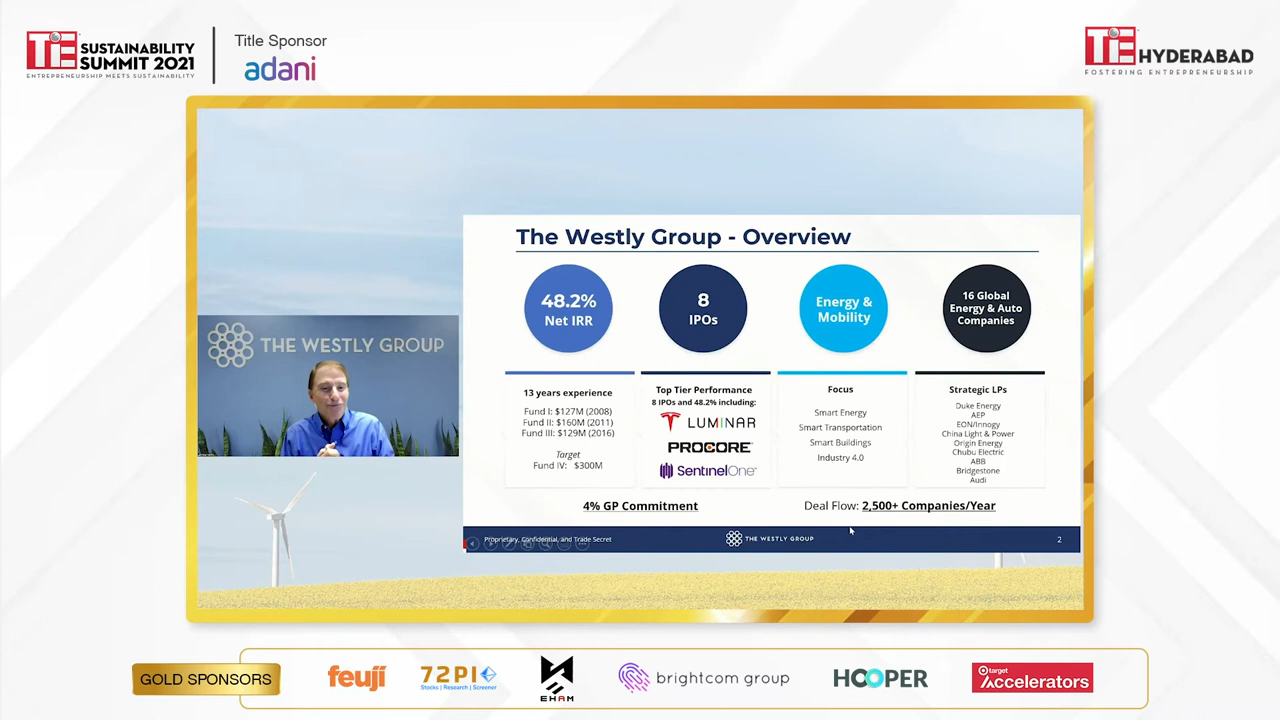 TiE SUSTAINABILITY
SUMMIT 2021
ENTREPRENEURSHIP MEETS SUSTAINABILITY
Title Sponsor
adani
TiE HYDERABAD
FOSTERING ENTREPRENEURSHIP
THE WESTLY GROUP
The Westly Group - Overview
48.2%
Net IRR
8
IPOs
Energy &
Mobility
16 Global
Energy & Auto
Companies
13 years experience
Fund I: $127M (2008)
Fund II: $160M (2011)
Fund III: $129M (2016)
Target
Fund IV: $300M
Top Tier Performance
8 IPOs and 48.2% including:
LUMINAR
PROCORE
SentinelOne
Focus
Smart Energy
Smart Transportation
Smart Buildings
Industry 4.0
Strategic LPs
Duke Energy
AEP
EON/Innogy
China Light & Power
Origin Energy
Chubu Electric
ABB
Bridgestone
Audi
4% GP Commitment
Deal Flow: 2,500+ Companies/Year
Proprietary, Confidential, and Trade Secret
THE WESTLY GROUP
2
GOLD SPONSORS
feuji
72PI
Stocks | Research | Screener
EHAM
brightcom group
HOOPER
target
Accelerators